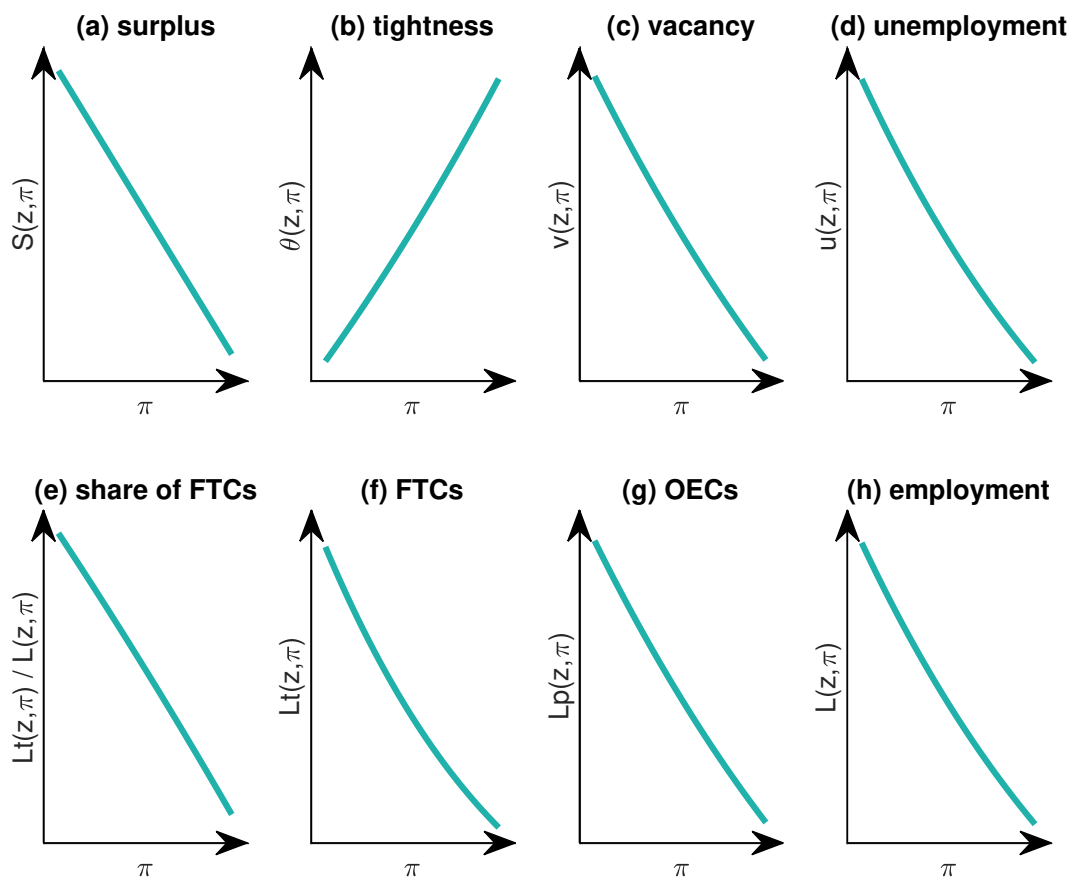 (a) surplus
(b) tightness
(c) vacancy
(d) unemployment
S(z,π)
θ(z,π)
v(z,π)
u(z,π)
π
π
π
π
(e) share of FTCs
(f) FTCs
(g) OECs
(h) employment
Lt(z,π) / L(z,π)
Lt(z,π)
Lp(z,π)
L(z,π)
π
π
π
π